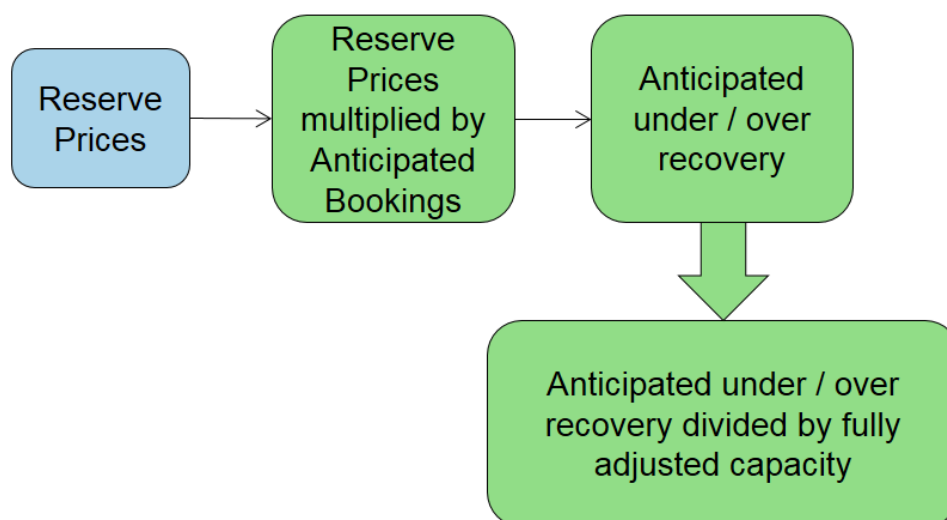 Reserve
Prices
Reserve
Prices
multiplied by
Anticipated
Bookings
Anticipated
under / over
recovery
Anticipated under / over
recovery divided by fully
adjusted capacity